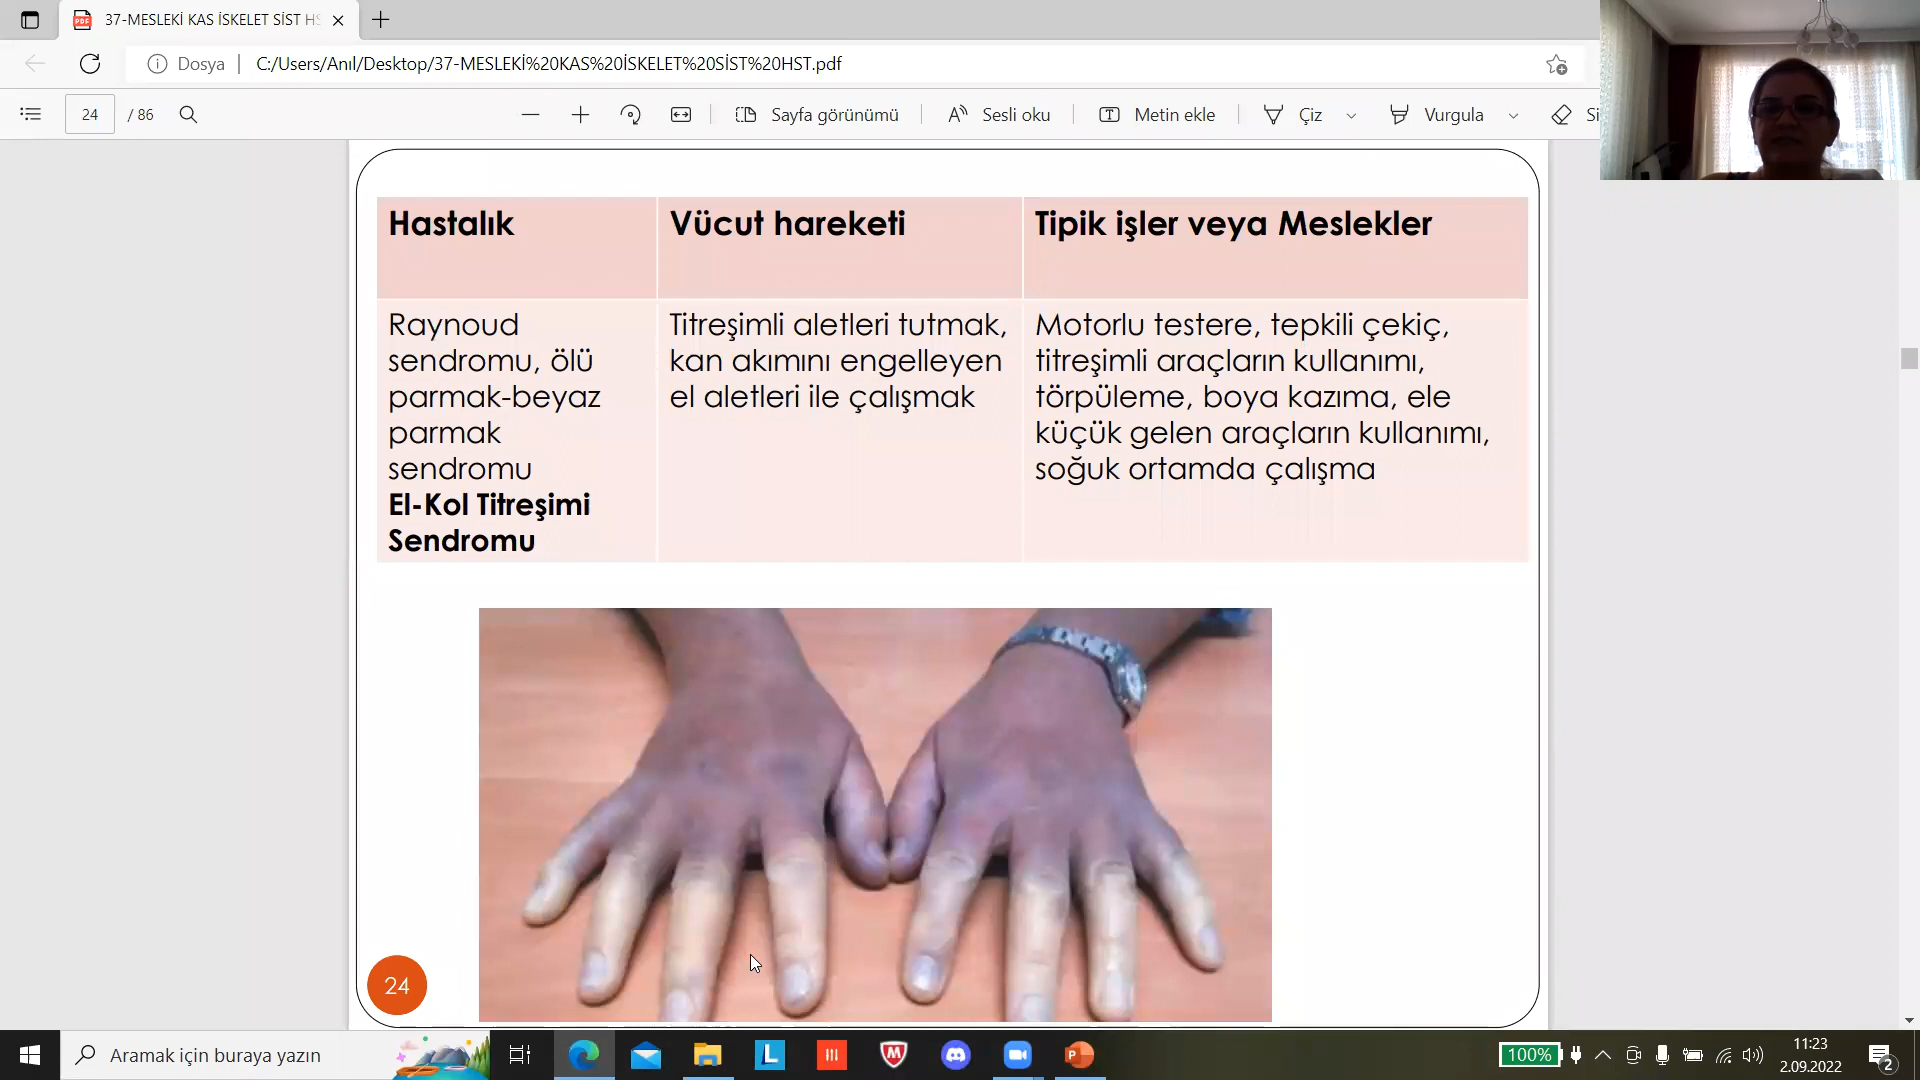 37-MESLEKİ KAS İSKELET SİST HS
Dosya
C:/Users/Anıl/Desktop/37-MESLEKİ%20KAS%20İSKELET%20SİST%20HST.pdf
24 / 86
Sayfa görünümü
Sesli oku
Metin ekle
Çiz
Vurgula
Hastalık
Vücut hareketi
Tipik işler veya Meslekler
Raynoud
sendromu, ölü
parmak-beyaz
parmak
sendromu
El-Kol Titreşimi
Sendromu
Titreşimli aletleri tutmak,
kan akımını engelleyen
el aletleri ile çalışmak
Motorlu testere, tepkili çekiç,
titreşimli araçların kullanımı,
törpüleme, boya kazıma, ele
küçük gelen araçların kullanımı,
soğuk ortamda çalışma
24
Aramak için buraya yazın
100%
11:23
2.09.2022
2